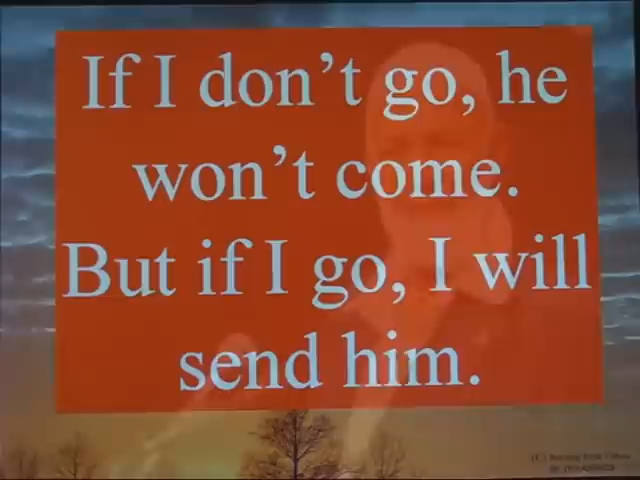 If I don't go, he
won't come.
But if I go, I will
send him.